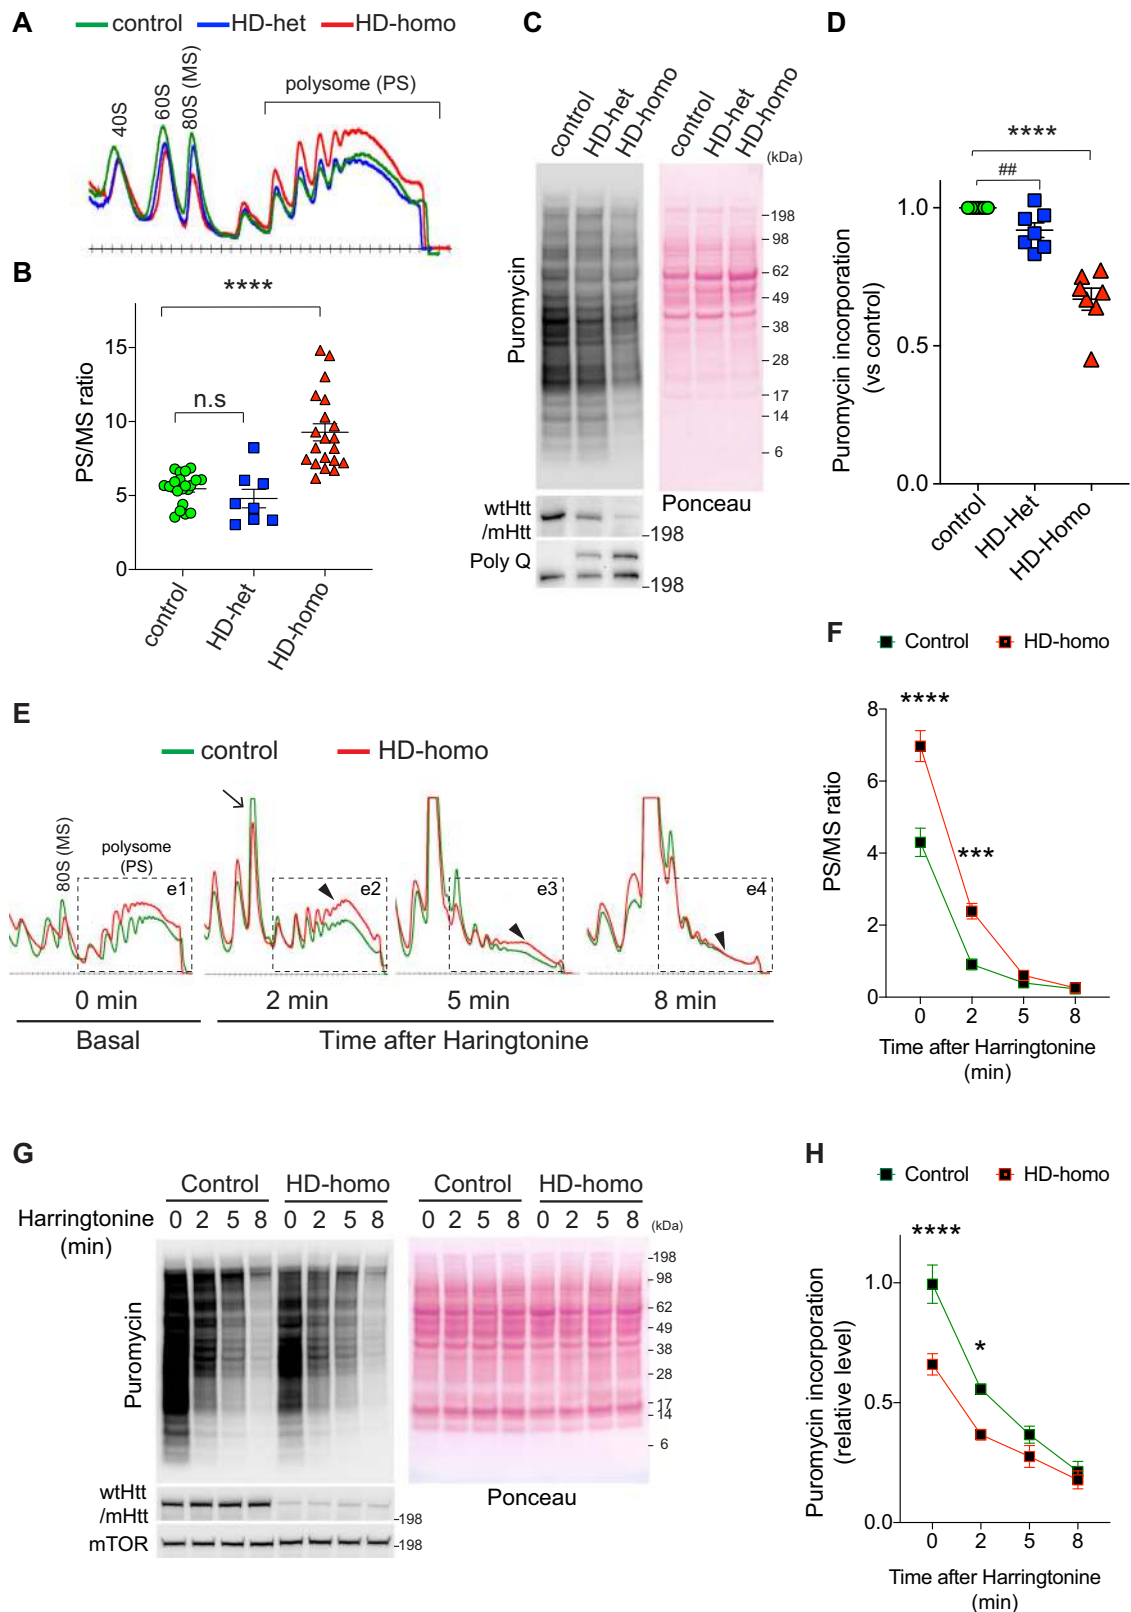 A
control HD-het HD-homo
40S
60S
80S (MS)
polysome (PS)
B
****
n.s
PS/MS ratio
15
10
5
0
control
HD-het
HD-homo
C
control
HD-het
HD-homo
control
HD-het
HD-homo
(kDa)
Puromycin
198
98
62
49
38
28
17
14
6
Ponceau
wtHtt
/mHtt
-198
Poly Q
-198
D
****
##
Puromycin incorporation
(vs control)
1.0
0.5
0.0
control
HD-Het
HD-Homo
E
control HD-homo
80S (MS)
polysome
(PS)
e1
e2
e3
e4
0 min 2 min 5 min 8 min
Basal Time after Haringtonine
F
Control HD-homo
****
***
PS/MS ratio
8
6
4
2
0
0 2 5 8
Time after Harringtonine
(min)
G
Control HD-homo Control HD-homo
Harringtonine
(min)
0 2 5 8 0 2 5 8 0 2 5 8 0 2 5 8 (kDa)
Puromycin
198
98
62
49
38
28
17
14
6
Ponceau
wtHtt
/mHtt
-198
mTOR -198
H
Control HD-homo
****
*
Puromycin incorporation
(relative level)
1.0
0.5
0.0
0 2 5 8
Time after Harringtonine
(min)